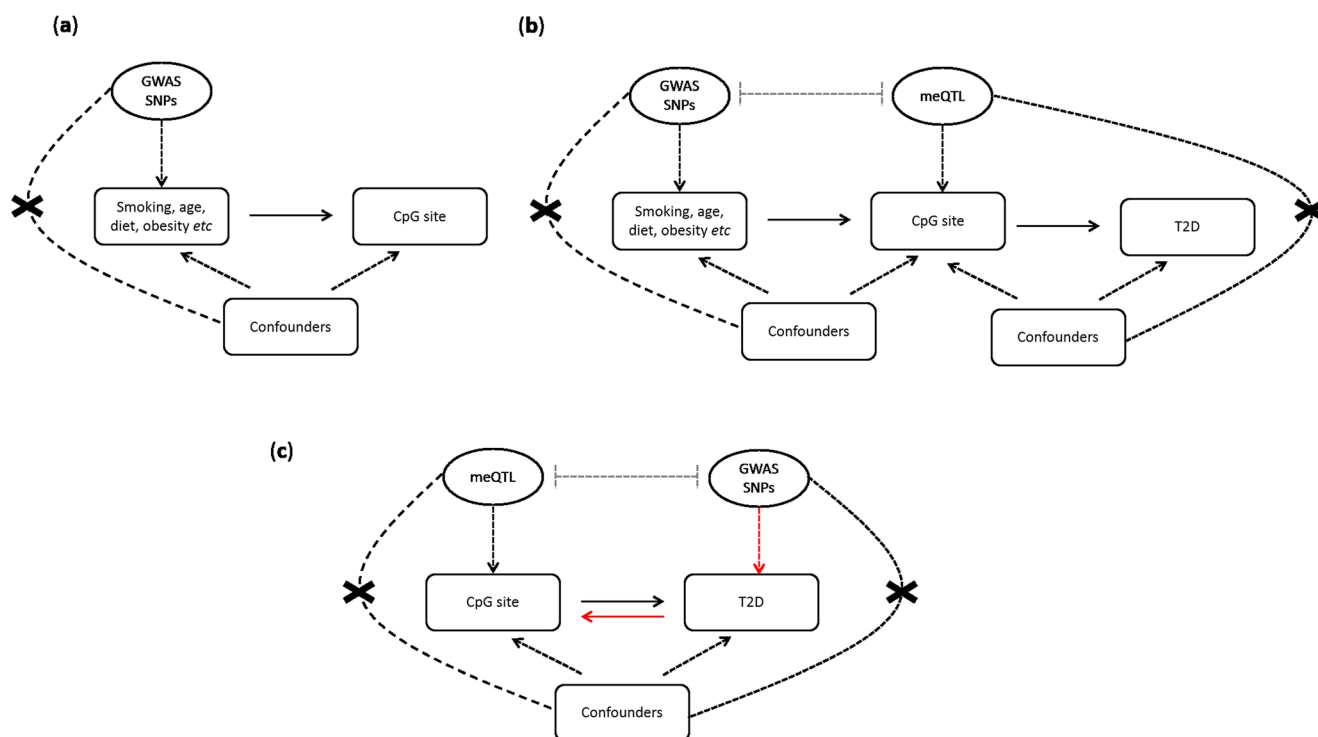 (a)
GWAS
SNPs
Smoking, age,
diet, obesity etc
CpG site
Confounders
(b)
GWAS
SNPs
meQTL
Smoking, age,
diet, obesity etc
CpG site
T2D
Confounders
Confounders
(c)
meQTL
GWAS
SNPs
CpG site
T2D
Confounders